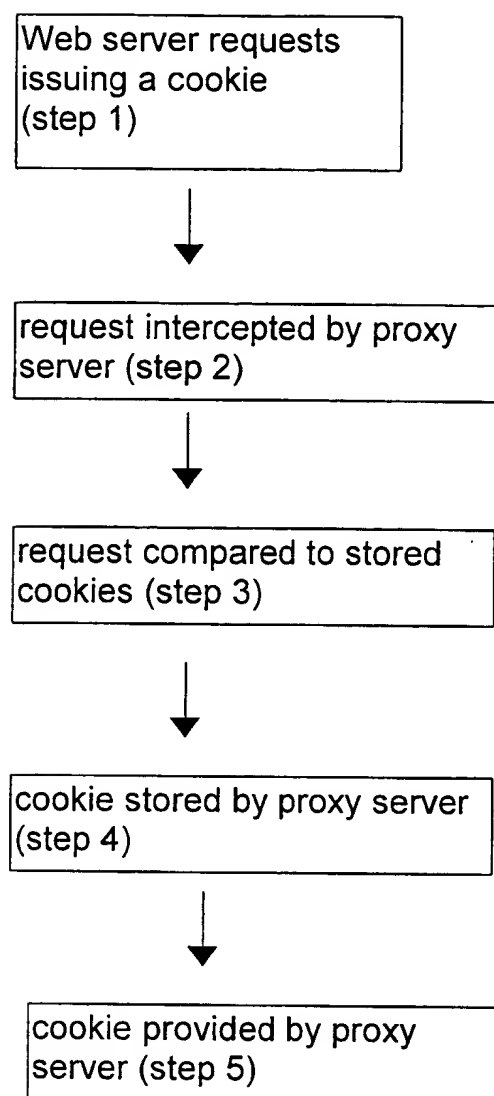 Web server requests
issuing a cookie
(step 1)
request intercepted by proxy
server (step 2)
request compared to stored
cookies (step 3)
cookie stored by proxy server
(step 4)
cookie provided by proxy
server (step 5)